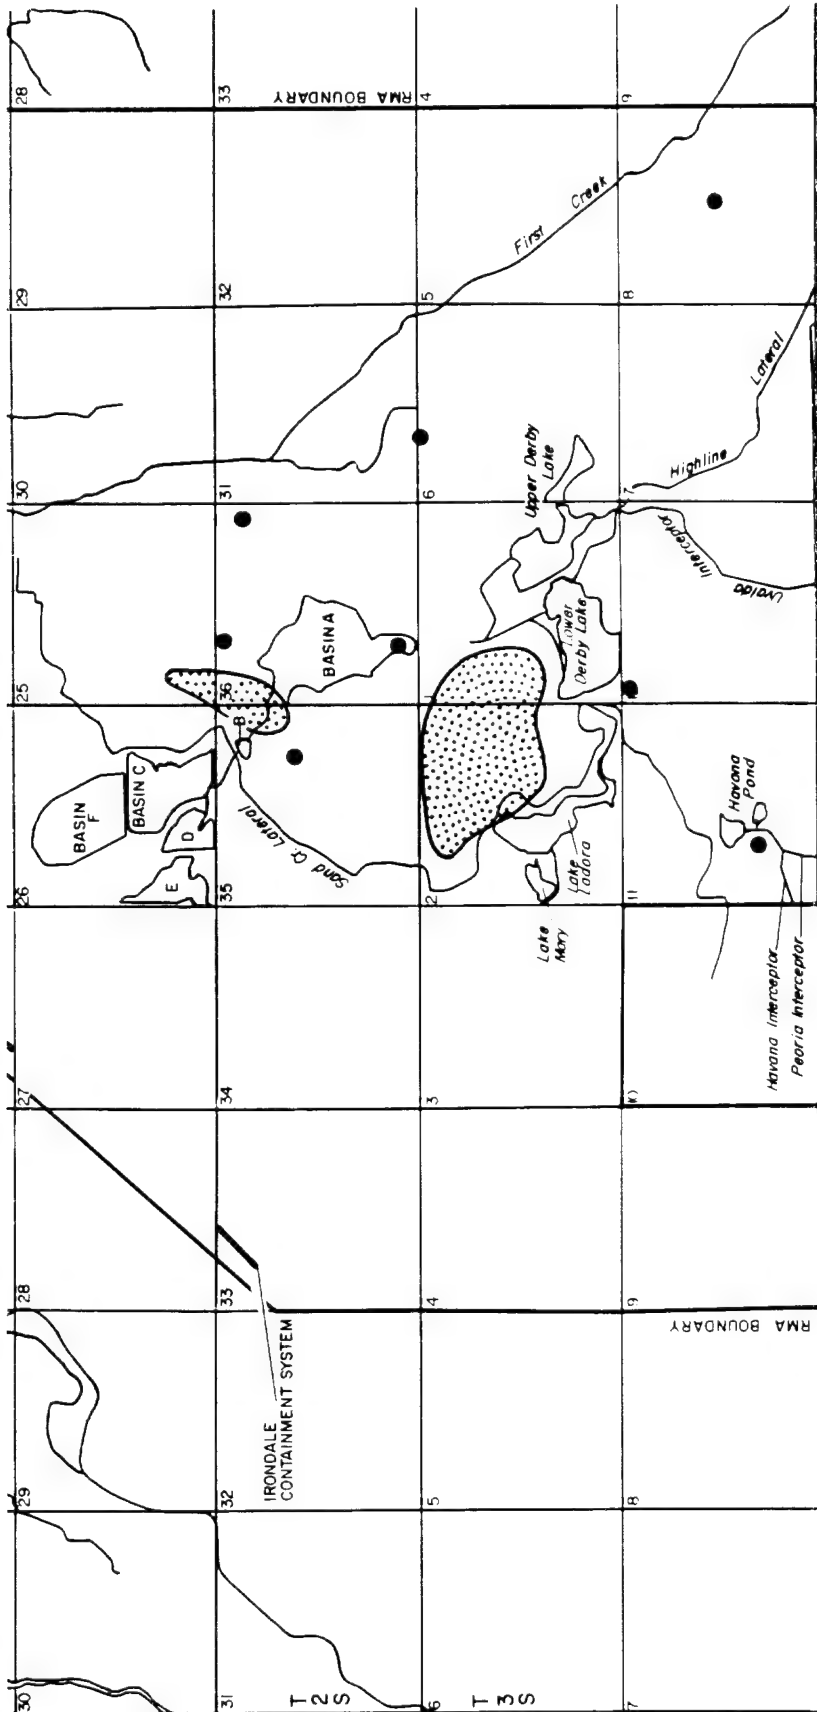 28
33
RMA BOUNDARY
4
9
First Creek
29
32
5
8
Highline Lateral
30
31
6
7
Upper Derby
Lake
Uvalda Interceptor
Lower
Derby Lake
BASIN A
25
36
B
1
BASIN
F
BASIN C
D
E
Sand Cr. Lateral
Havana
Pond
26
35
2
11
Lake
Ladora
Lake
Mary
Havana Interceptor
Peoria Interceptor
27
34
3
28
33
4
9
RMA BOUNDARY
IRONDALE
CONTAINMENT SYSTEM
29
32
5
8
30
31
T
2
S
6
T
3
S
7